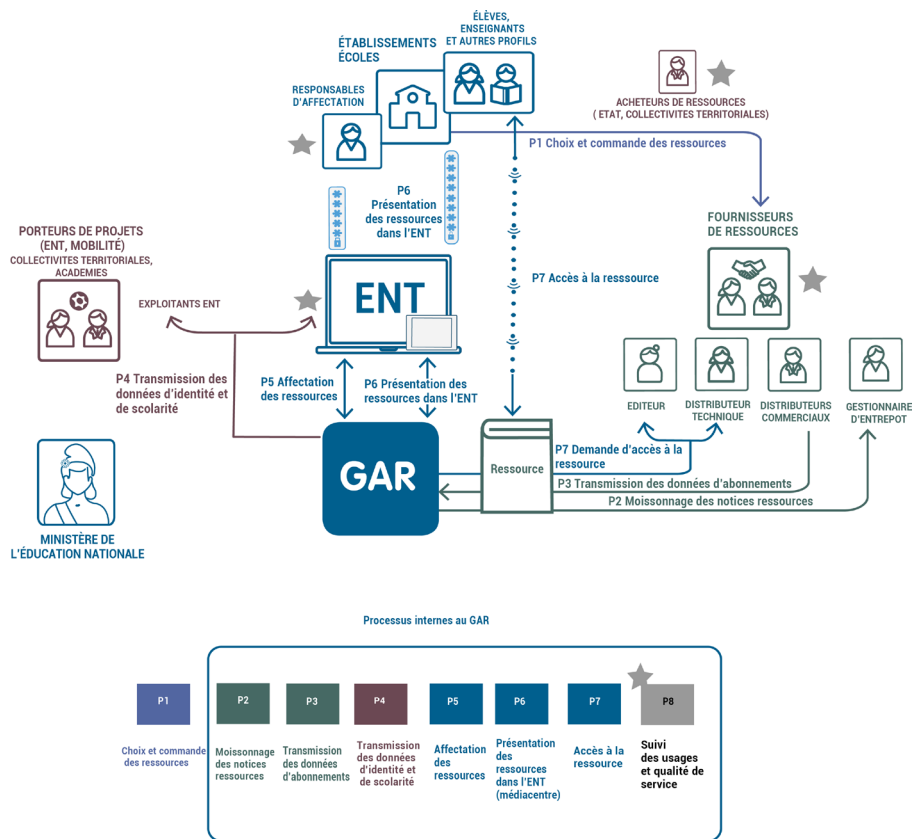 ÉLÈVES,
ENSEIGNANTS
ET AUTRES PROFILS
ÉTABLISSEMENTS
ÉCOLES
RESPONSABLES
D'AFFECTATION
ACHETEURS DE RESSOURCES
( ETAT, COLLECTIVITES TERRITORIALES)
P1 Choix et commande des ressources
P6
Présentation
des ressources
dans l'ENT
FOURNISSEURS
DE RESSOURCES
PORTEURS DE PROJETS
(ENT, MOBILITÉ)
COLLECTIVITES TERRITORIALES,
ACADEMIES
EXPLOITANTS ENT
ENT
P7 Accès à la resssource
P4 Transmission des
données d'identité et
de scolarité
P5 Affectation
des ressources
P6 Présentation des
ressources dans l'ENT
EDITEUR
DISTRIBUTEUR
TECHNIQUE
DISTRIBUTEURS
COMMERCIAUX
GESTIONNAIRE
D'ENTREPOT
GAR
Ressource
P7 Demande d'accès à la
ressource
P3 Transmission des données d'abonnements
P2 Moissonnage des notices ressources
MINISTÈRE DE
L'ÉDUCATION NATIONALE
Processus internes au GAR
P1
Choix et commande
des ressources
P2
Moissonnage
des notices
ressources
P3
Transmission
des données
d'abonnements
P4
Transmission
des données
d'identité et
de scolarité
P5
Affectation
des
ressources
P6
Présentation
des
ressources
dans l'ENT
(médiacentre)
P7
Accès à la
ressource
P8
Suivi
des usages
et qualité de
service